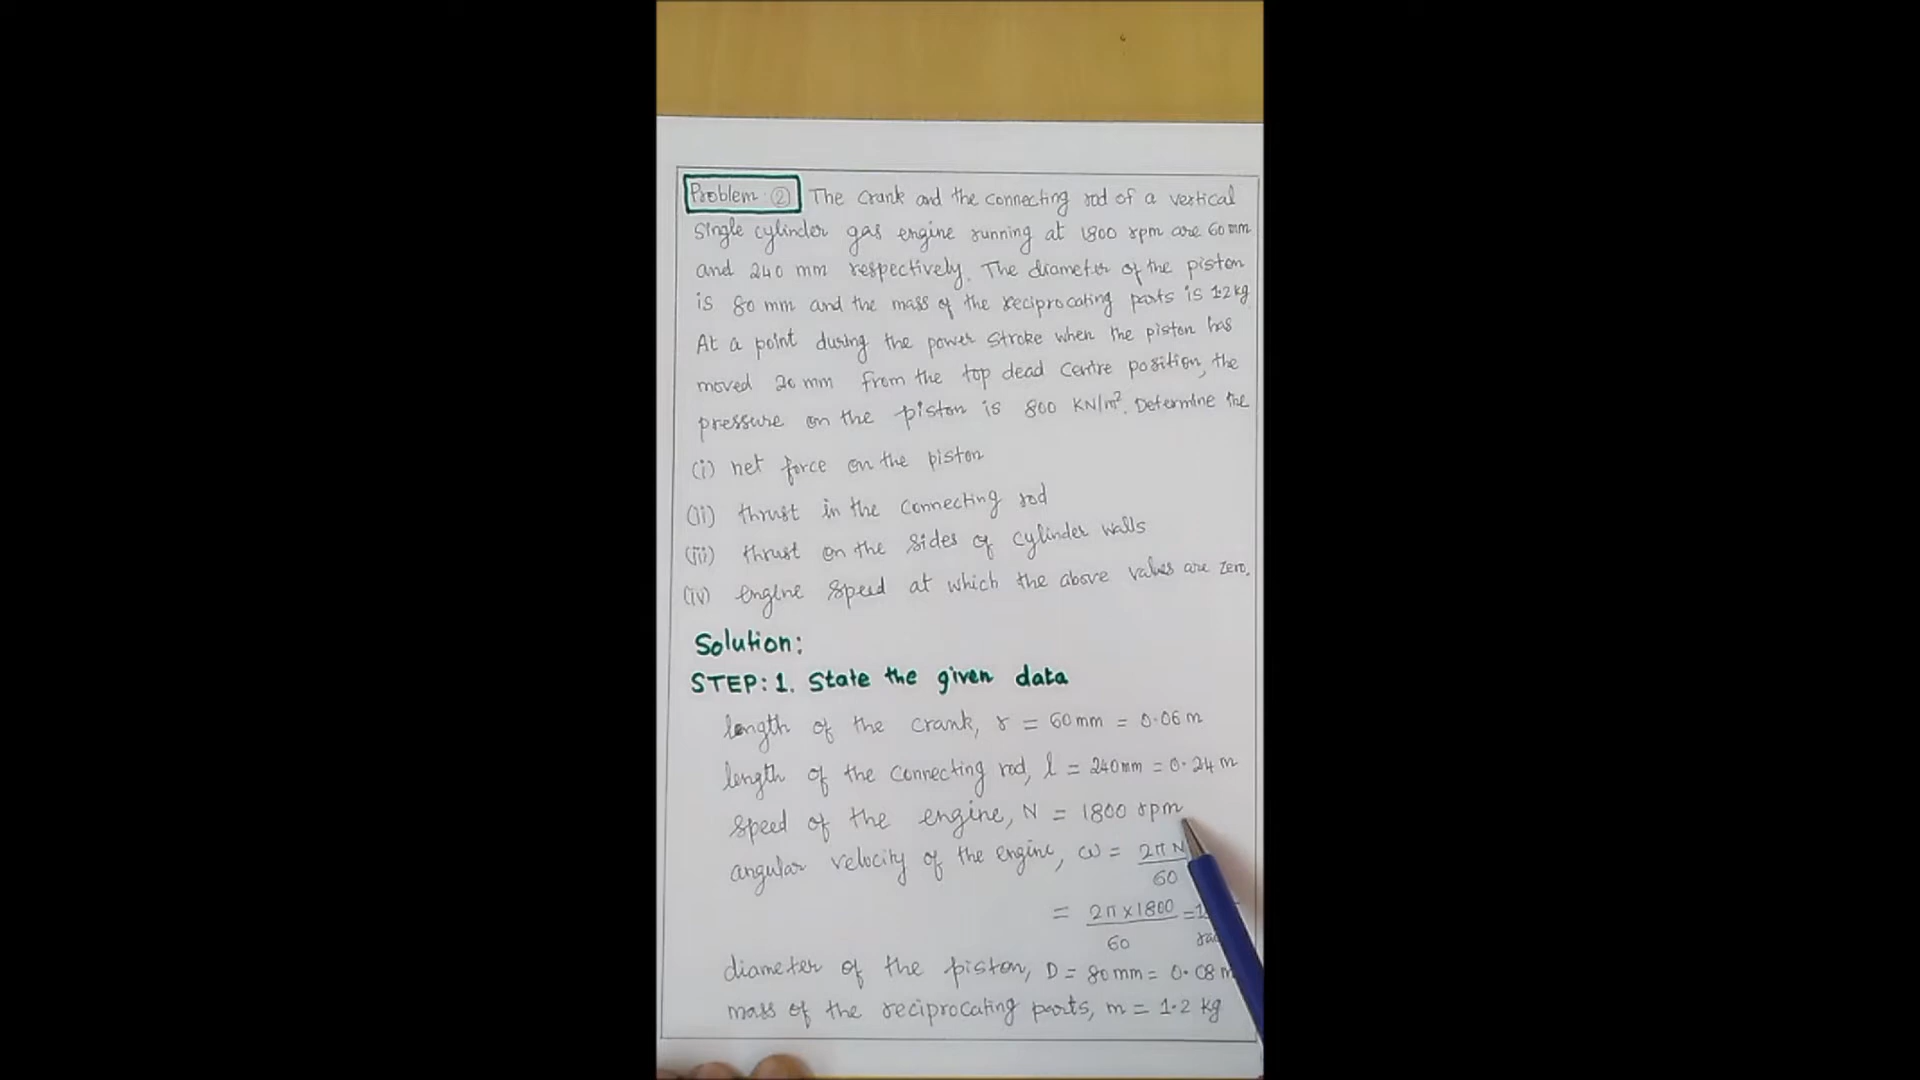 Problem ② The crank and the connecting rod of a vertical
single cylinder gas engine running at 1800 rpm are 60 mm
and 240 mm respectively. The diameter of the piston
is 80 mm and the mass of the reciprocating parts is 1.2 kg
At a point during the power stroke when the piston has
moved 20 mm from the top dead centre position, the
pressure on the piston is 800 KN/m². Determine the
(i) net force on the piston
(ii) thrust in the connecting rod
(iii) thrust on the sides of cylinder walls
(iv) engine speed at which the above values are zero.
Solution:
STEP: 1. State the given data
length of the crank, r = 60 mm = 0.06 m
length of the connecting rod, l = 240 mm = 0.24 m
speed of the engine, N = 1800 rpm
angular velocity of the engine, ω = 2π N
60
= 2π x 1800 =
60
diameter of the piston, D = 80 mm = 0.08 m
mass of the reciprocating parts, m = 1.2 kg